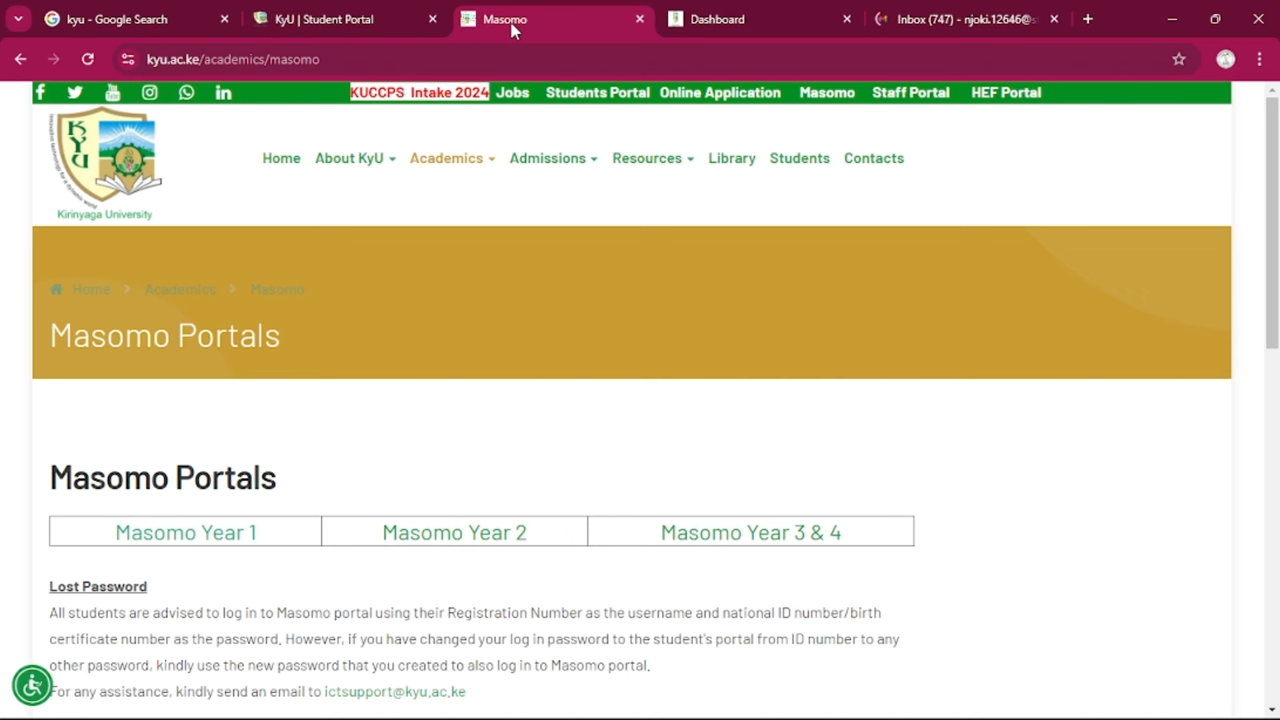 kyu - Google Search
KyU | Student Portal
Masomo
Dashboard
Inbox (747) - njoki.12646@s
kyu.ac.ke/academics/masomo
KUCCPS Intake 2024 Jobs Students Portal Online Application Masomo Staff Portal HEF Portal
KYU
Kirinyaga University
Home About KyU Academics Admissions Resources Library Students Contacts
Home > Academics > Masomo
Masomo Portals
Masomo Portals
Masomo Year 1 Masomo Year 2 Masomo Year 3 & 4
Lost Password
All students are advised to log in to Masomo portal using their Registration Number as the username and national ID number/birth
certificate number as the password. However, if you have changed your log in password to the student's portal from ID number to any
other password, kindly use the new password that you created to also log in to Masomo portal.
For any assistance, kindly send an email to ictsupport@kyu.ac.ke